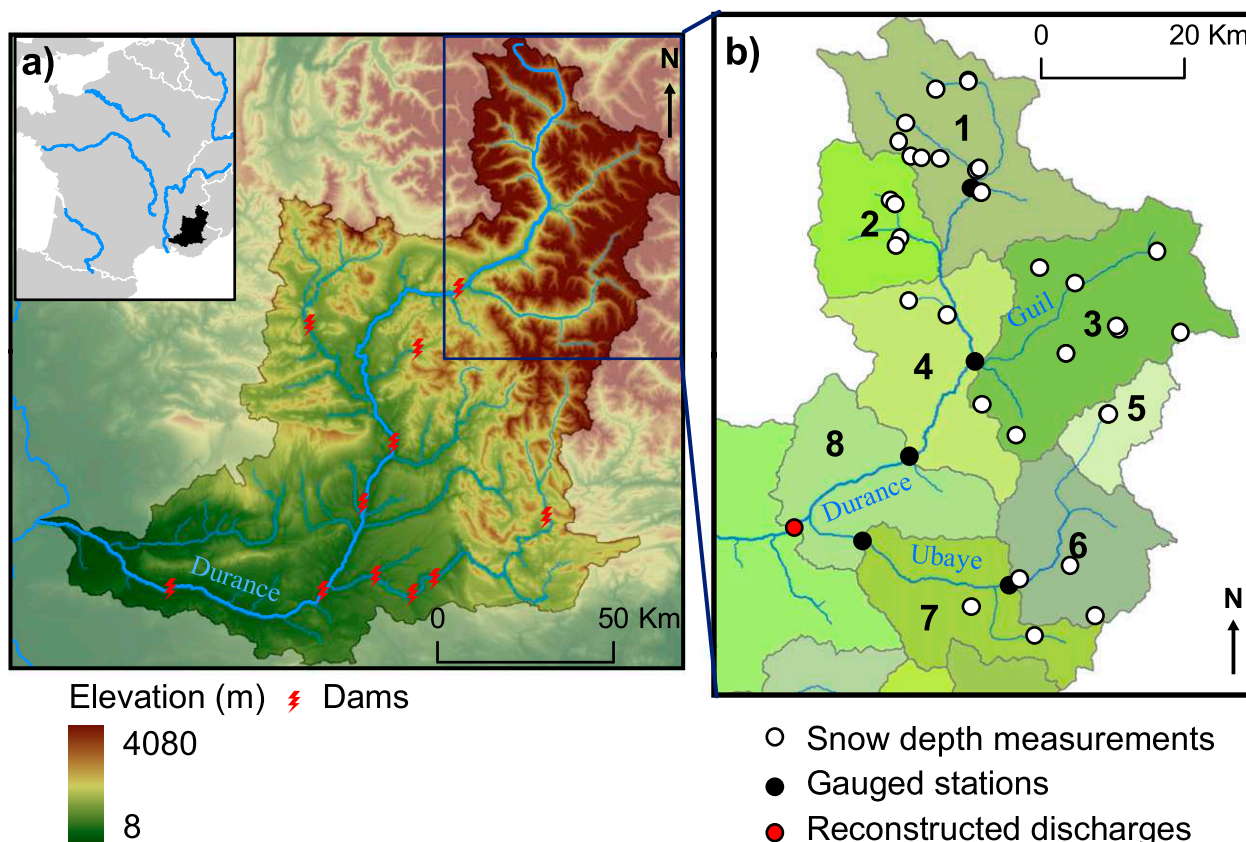 a)
N
Durance
0
50 Km
Elevation (m)
Dams
4080
8
b)
0
20 Km
1
2
Guil
3
4
5
8
Durance
6
Ubaye
7
N
Snow depth measurements
Gauged stations
Reconstructed discharges